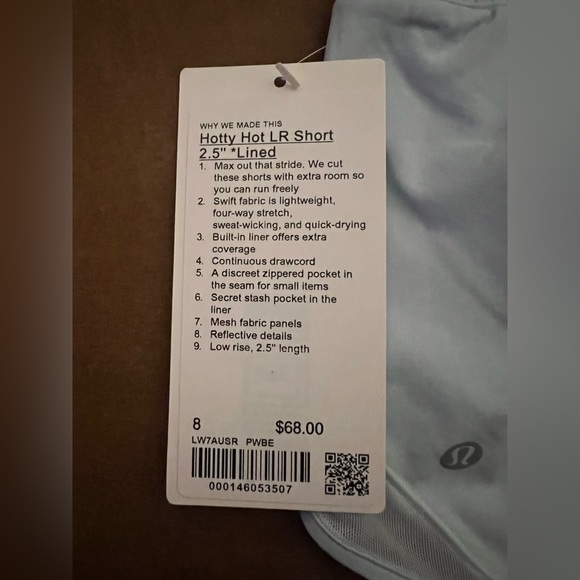 WHY WE MADE THIS
Hotty Hot LR Short
2.5" *Lined
1. Max out that stride. We cut
these shorts with extra room so
you can run freely
2. Swift fabric is lightweight,
four-way stretch,
sweat-wicking, and quick-drying
3. Built-in liner offers extra
coverage
4. Continuous drawcord
5. A discreet zippered pocket in
the seam for small items
6. Secret stash pocket in the
liner
7. Mesh fabric panels
8. Reflective details
9. Low rise, 2.5" length
8 $68.00
LW7AUSR PWBE
000146053507